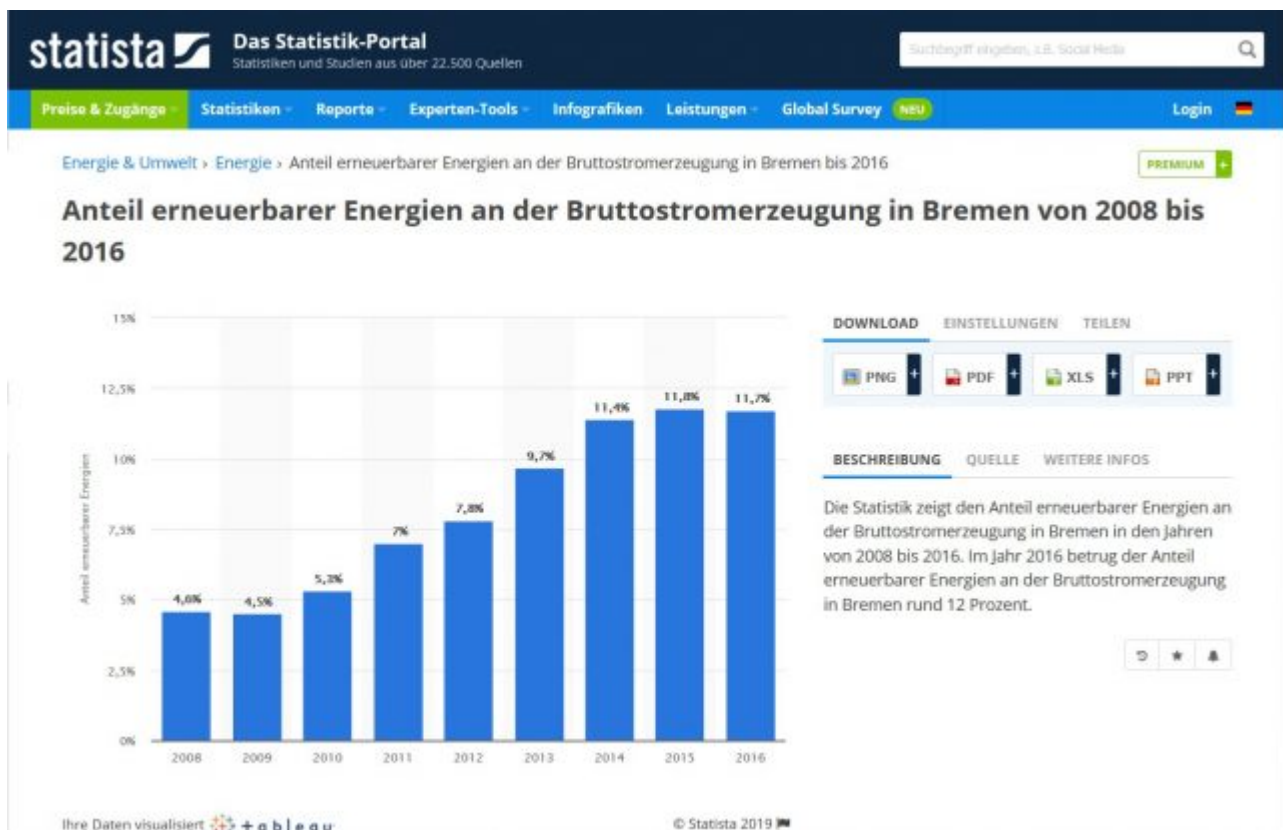 statista
Das Statistik-Portal
Statistiken und Studien aus über 22.500 Quellen
Suchbegriff eingeben, z.B. Social Media
Preise & Zugänge
Statistiken
Reporte
Experten-Tools
Infografiken
Leistungen
Global Survey
NEU
Login
Energie & Umwelt › Energie › Anteil erneuerbarer Energien an der Bruttostromerzeugung in Bremen bis 2016
PREMIUM +
Anteil erneuerbarer Energien an der Bruttostromerzeugung in Bremen von 2008 bis
2016
15%
12,5%
10%
7,5%
5%
2,5%
0%
Anteil erneuerbarer Energien
4,6%
4,5%
5,3%
7%
7,8%
9,7%
11,4%
11,8%
11,7%
2008
2009
2010
2011
2012
2013
2014
2015
2016
DOWNLOAD
EINSTELLUNGEN
TEILEN
PNG +
PDF +
XLS +
PPT +
BESCHREIBUNG
QUELLE
WEITERE INFOS
Die Statistik zeigt den Anteil erneuerbarer Energien an
der Bruttostromerzeugung in Bremen in den Jahren
von 2008 bis 2016. Im Jahr 2016 betrug der Anteil
erneuerbarer Energien an der Bruttostromerzeugung
in Bremen rund 12 Prozent.
Ihre Daten visualisiert +ableau
© Statista 2019